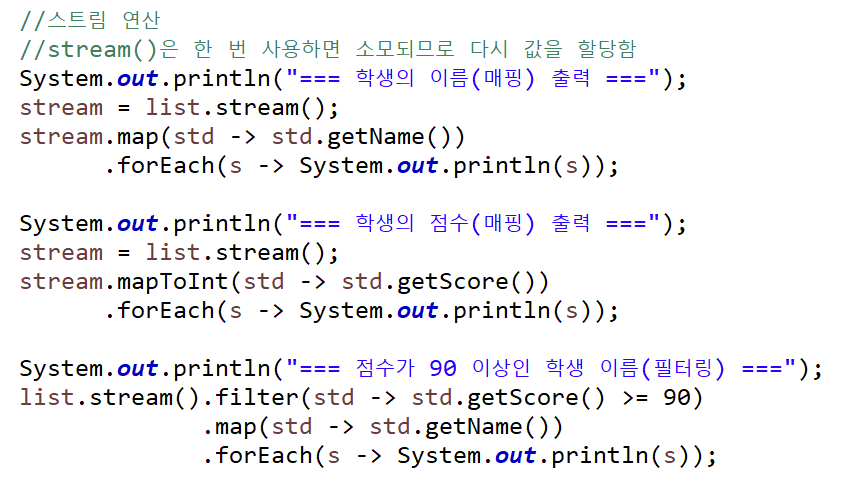 //스트림 연산
//stream()은 한 번 사용하면 소모되므로 다시 값을 할당함
System.out.println("=== 학생의 이름(매핑) 출력 ===");
stream = list.stream();
stream.map(std -> std.getName())
      .forEach(s -> System.out.println(s));

System.out.println("=== 학생의 점수(매핑) 출력 ===");
stream = list.stream();
stream.mapToInt(std -> std.getScore())
      .forEach(s -> System.out.println(s));

System.out.println("=== 점수가 90 이상인 학생 이름(필터링) ===");
list.stream().filter(std -> std.getScore() >= 90)
             .map(std -> std.getName())
             .forEach(s -> System.out.println(s));